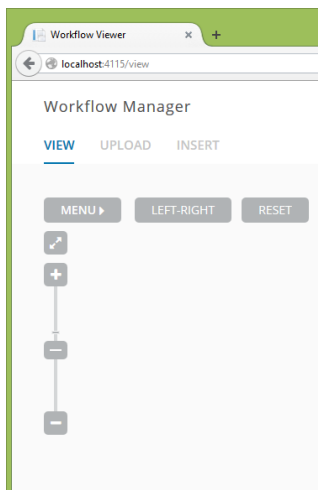 Workflow Viewer
localhost:4115/view
Workflow Manager
VIEW UPLOAD INSERT
MENU LEFT-RIGHT RESET